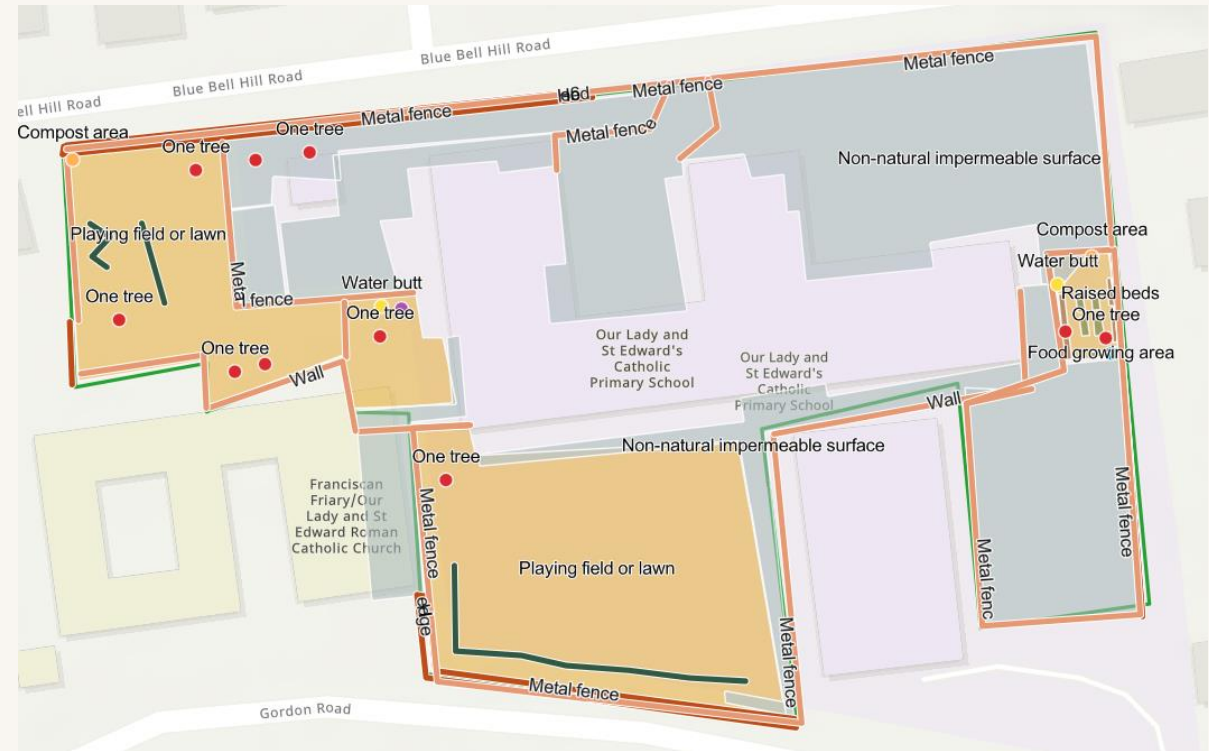 Blue Bell Hill Road
Blue Bell Hill Road
ell Hill Road
Metal fence
Metal fence
Metal fence
Compost area
One tree
One tree
Metal fence
Non-natural impermeable surface
Playing field or lawn
Compost area
Water butt
Meta
fence
Water butt
Raised beds
One tree
One tree
One tree
Food growing area
Our Lady and
St Edward's
Catholic
Primary School
One tree
Our Lady and
St Edward's
Catholic
Primary School
Wall
Wall
Non-natural impermeable surface
One tree
Franciscan
Friary/Our
Lady and St
Edward Roman
Catholic Church
Metal fence
Metal fence
Playing field or lawn
Metal fenc
edge
Metal fence
Metal fence
Gordon Road